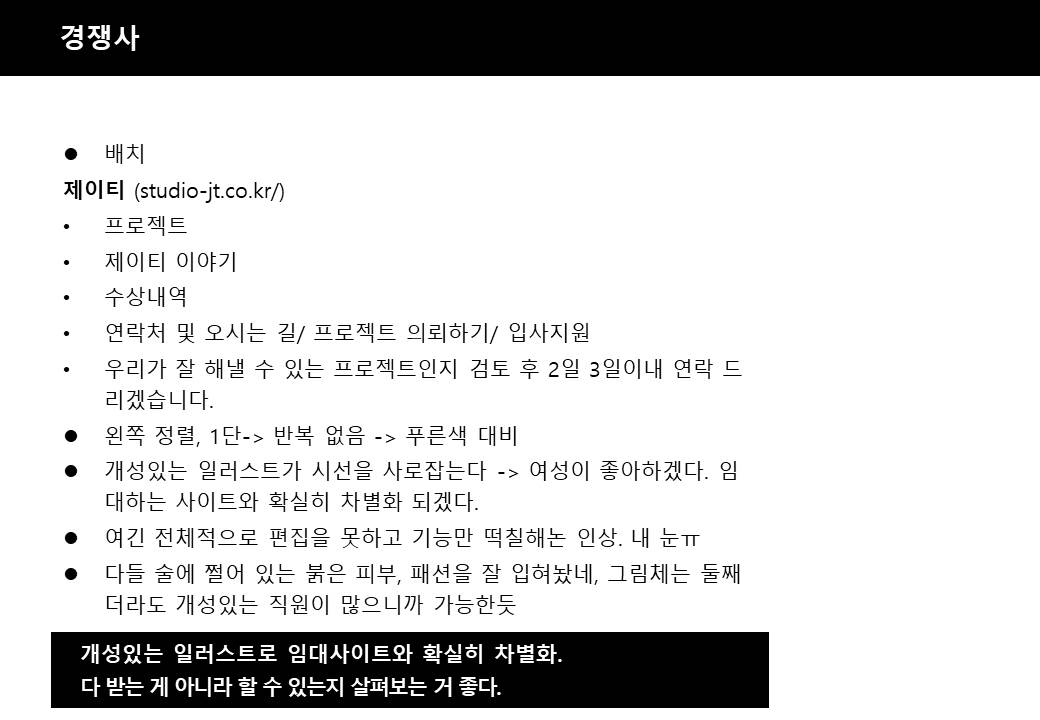 경쟁사
● 배치
제이티 (studio-jt.co.kr/)
• 프로젝트
• 제이티 이야기
• 수상내역
• 연락처 및 오시는 길/ 프로젝트 의뢰하기/ 입사지원
• 우리가 잘 해낼 수 있는 프로젝트인지 검토 후 2일 3일이내 연락 드
리겠습니다.
● 왼쪽 정렬, 1단-> 반복 없음 -> 푸른색 대비
● 개성있는 일러스트가 시선을 사로잡는다 -> 여성이 좋아하겠다. 임
대하는 사이트와 확실히 차별화 되겠다.
● 여긴 전체적으로 편집을 못하고 기능만 떡칠해논 인상. 내 눈ㅠ
● 다들 술에 쩔어 있는 붉은 피부, 패션을 잘 입혀놨네, 그림체는 둘째
더라도 개성있는 직원이 많으니까 가능한듯
개성있는 일러스트로 임대사이트와 확실히 차별화.
다 받는 게 아니라 할 수 있는지 살펴보는 거 좋다.